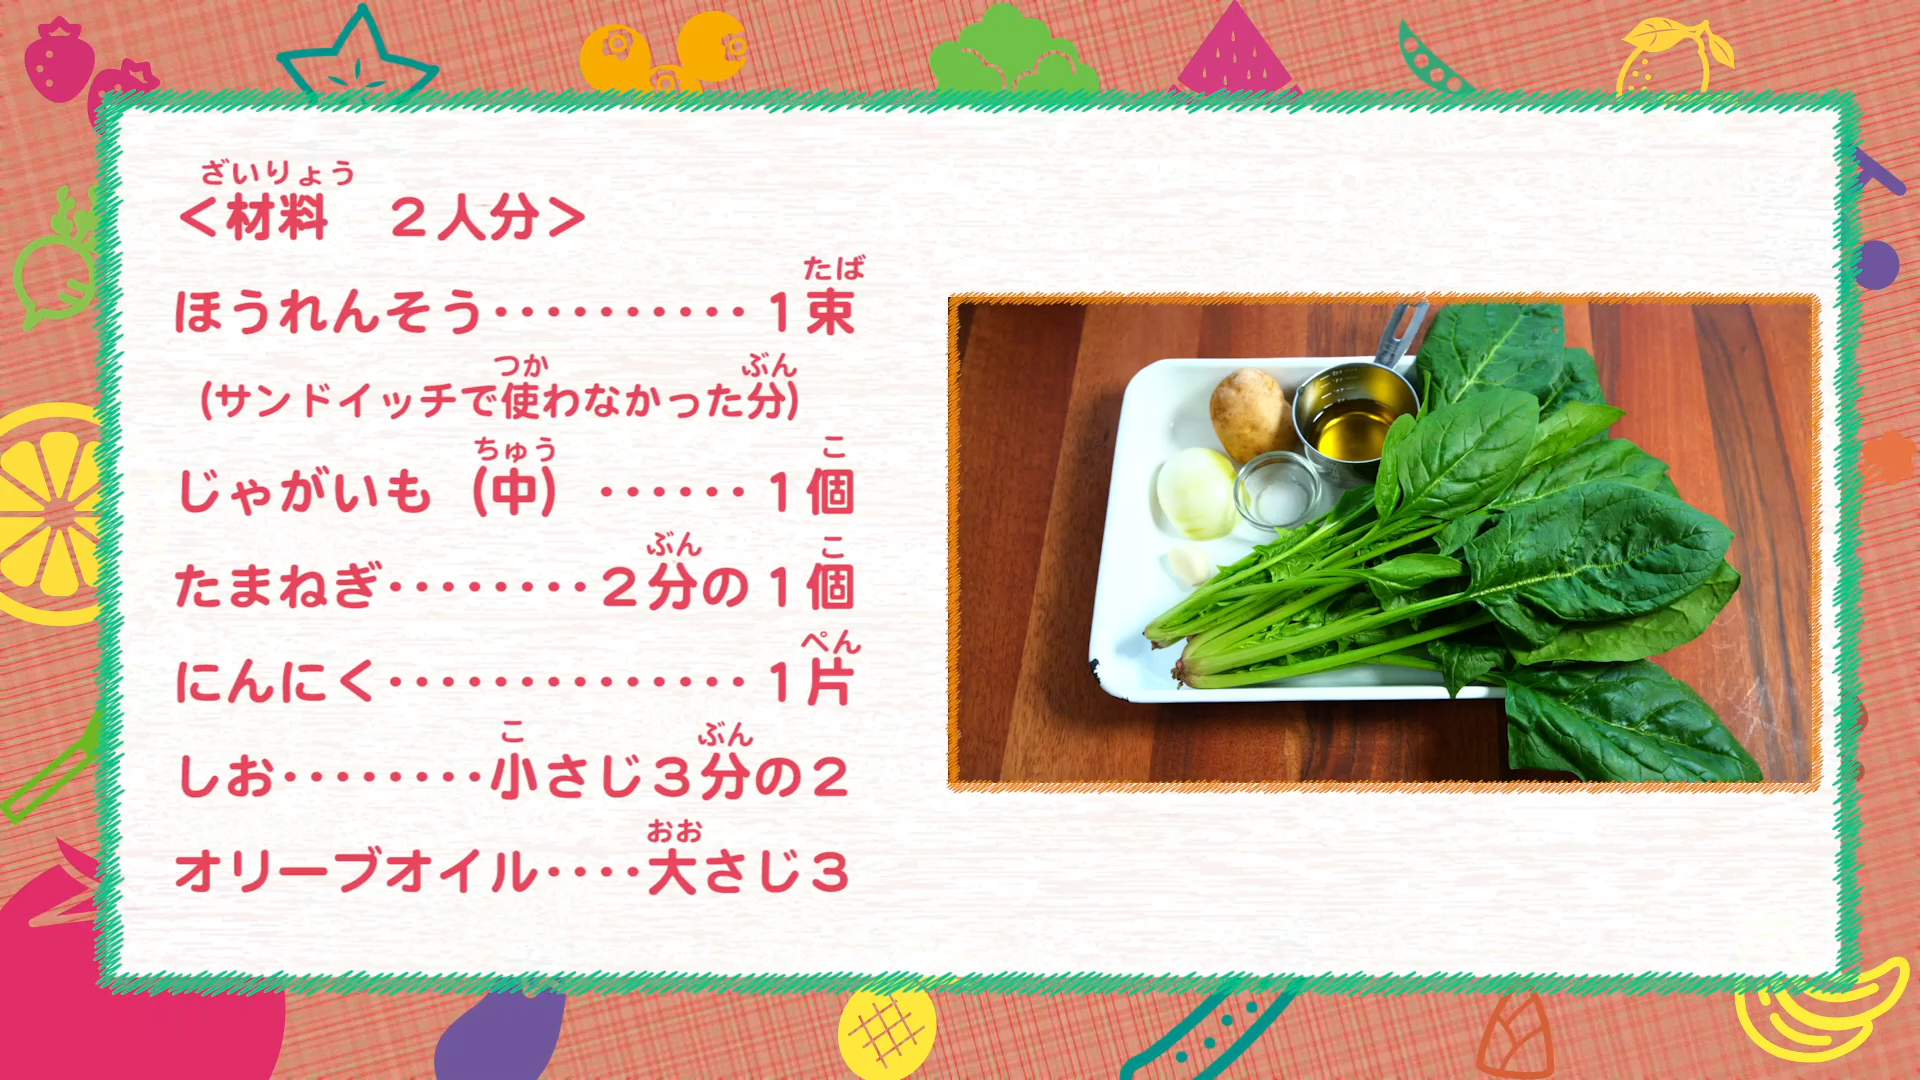 ざいりょう
＜材料　２人分＞
たば
ほうれんそう‥‥‥‥‥１束
つか ぶん
(サンドイッチで使わなかった分)
ちゅう こ
じゃがいも (中) ‥‥‥１個
ぶん こ
たまねぎ‥‥‥‥２分の１個
ぺん
にんにく‥‥‥‥‥‥‥１片
こ ぶん
しお‥‥‥‥小さじ３分の２
おお
オリーブオイル‥‥大さじ３